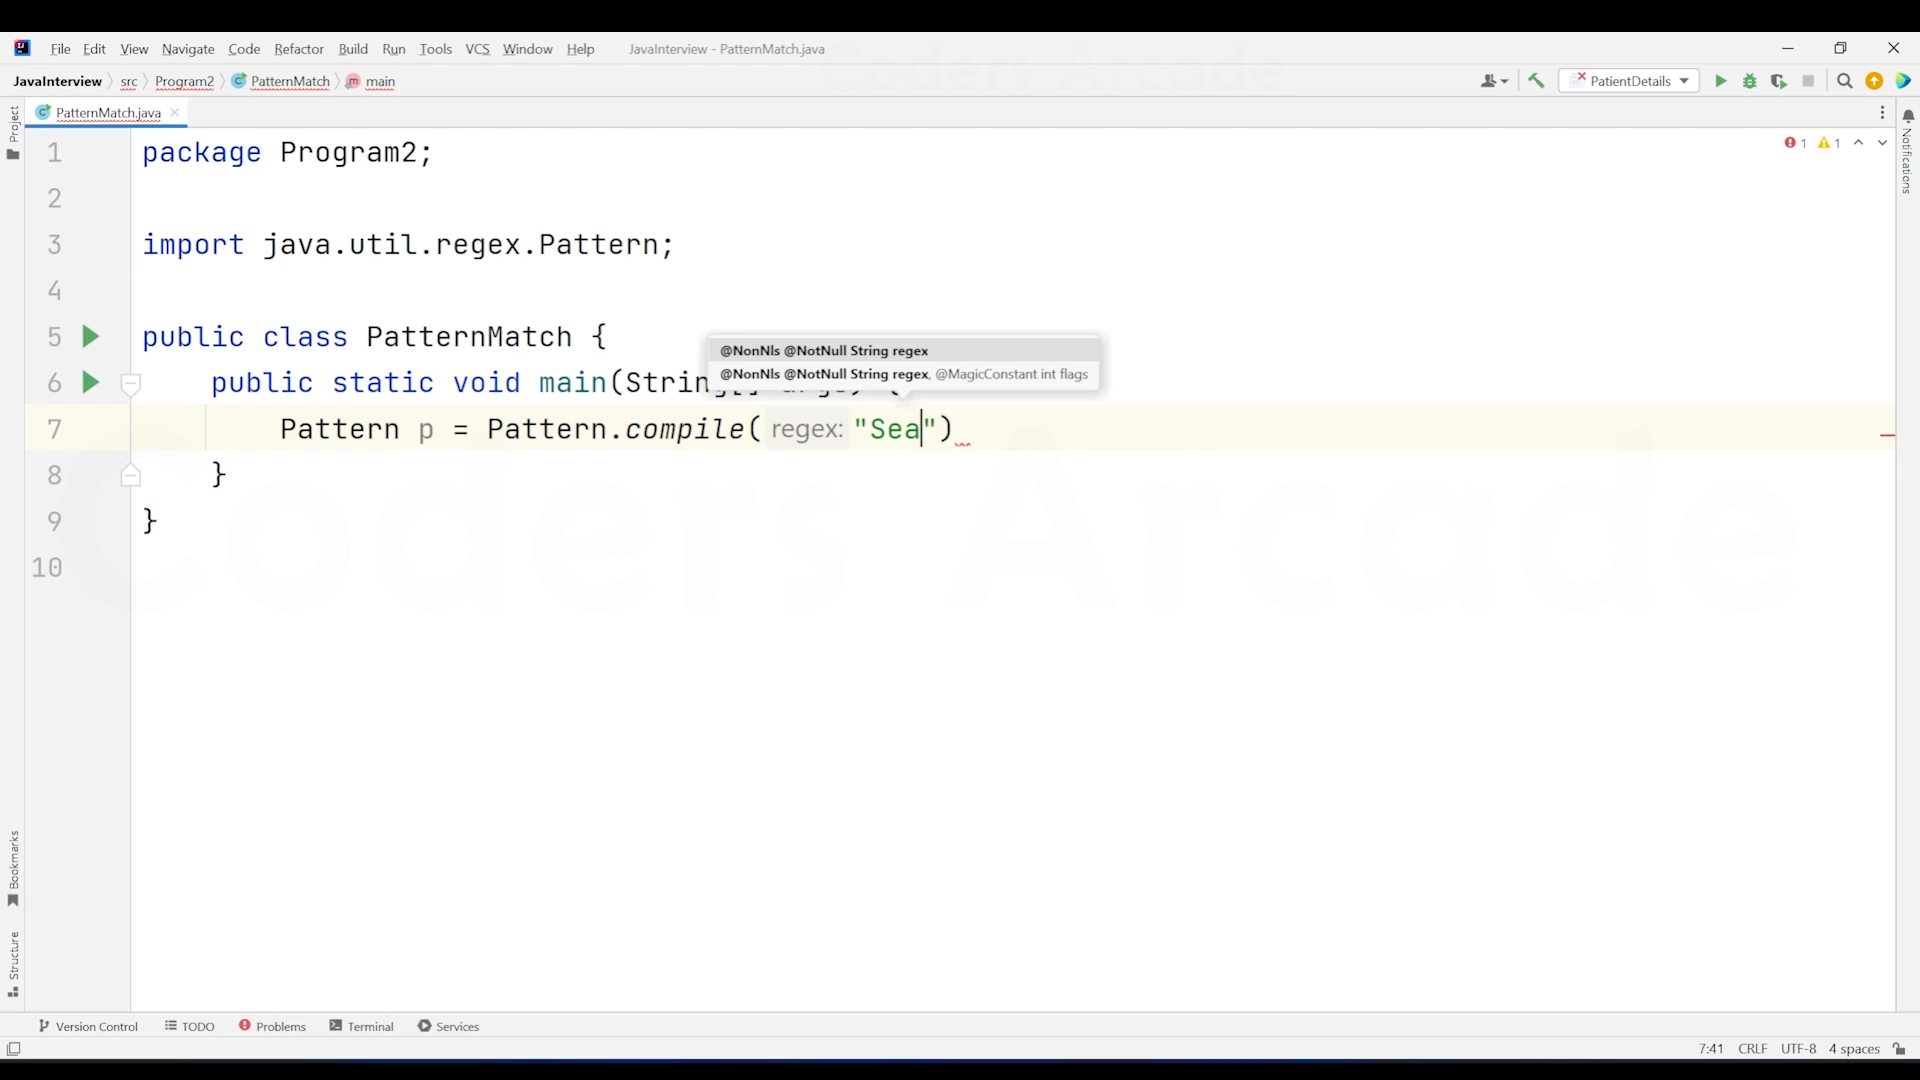 File Edit View Navigate Code Refactor Build Run Tools VCS Window Help JavaInterview - PatternMatch.java
JavaInterview src Program2 PatternMatch main PatientDetails
PatternMatch.java
1 package Program2;
2
3 import java.util.regex.Pattern;
4
5 public class PatternMatch {
@NonNls @NotNull String regex
@NonNls @NotNull String regex, @MagicConstant int flags
6 public static void main(String[] args) {
7 Pattern p = Pattern.compile( regex: "Sea")
8 }
9 }
10
1 1
Project
Bookmarks
Structure
Notifications
Coders Arcade
Coders Arcade
Version Control TODO Problems Terminal Services
7:41 CRLF UTF-8 4 spaces